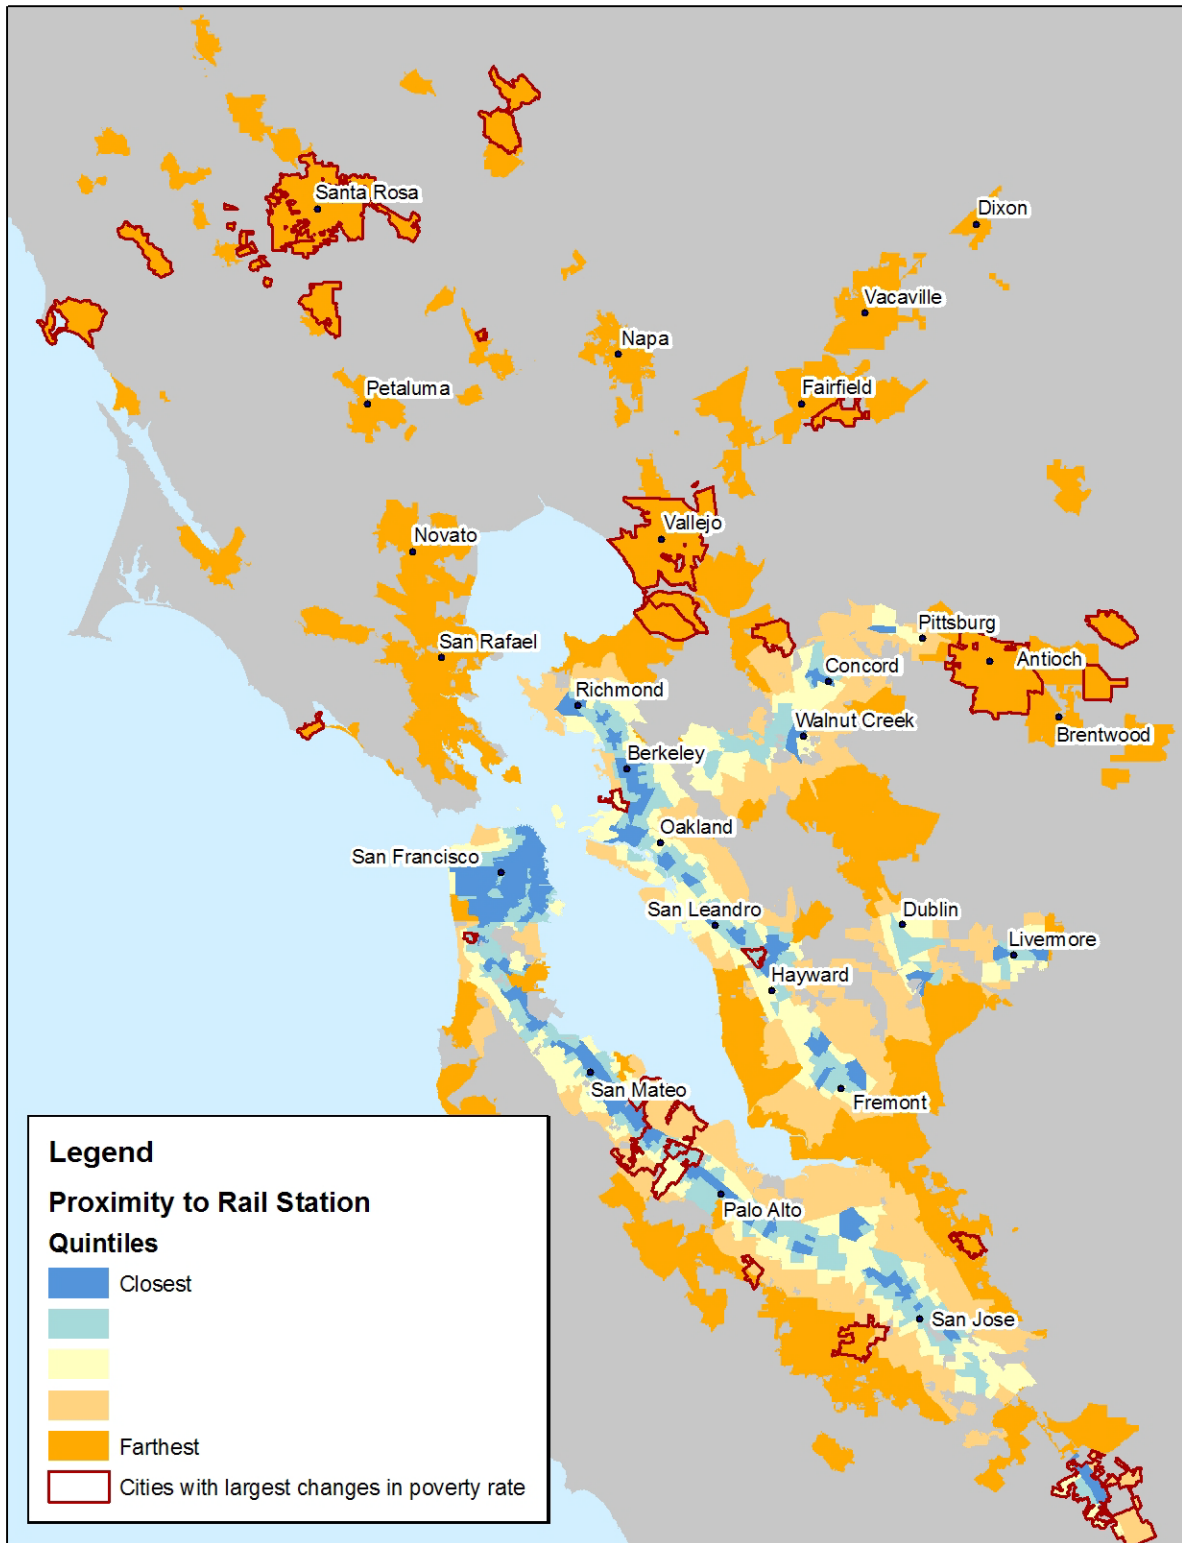 Santa Rosa
Dixon
Vacaville
Napa
Petaluma
Fairfield
Vallejo
Novato
Pittsburg
San Rafael
Antioch
Concord
Richmond
Walnut Creek
Brentwood
Berkeley
Oakland
San Francisco
San Leandro
Dublin
Livermore
Hayward
San Mateo
Fremont
Palo Alto
San Jose
Legend
Proximity to Rail Station
Quintiles
Closest
Farthest
Cities with largest changes in poverty rate